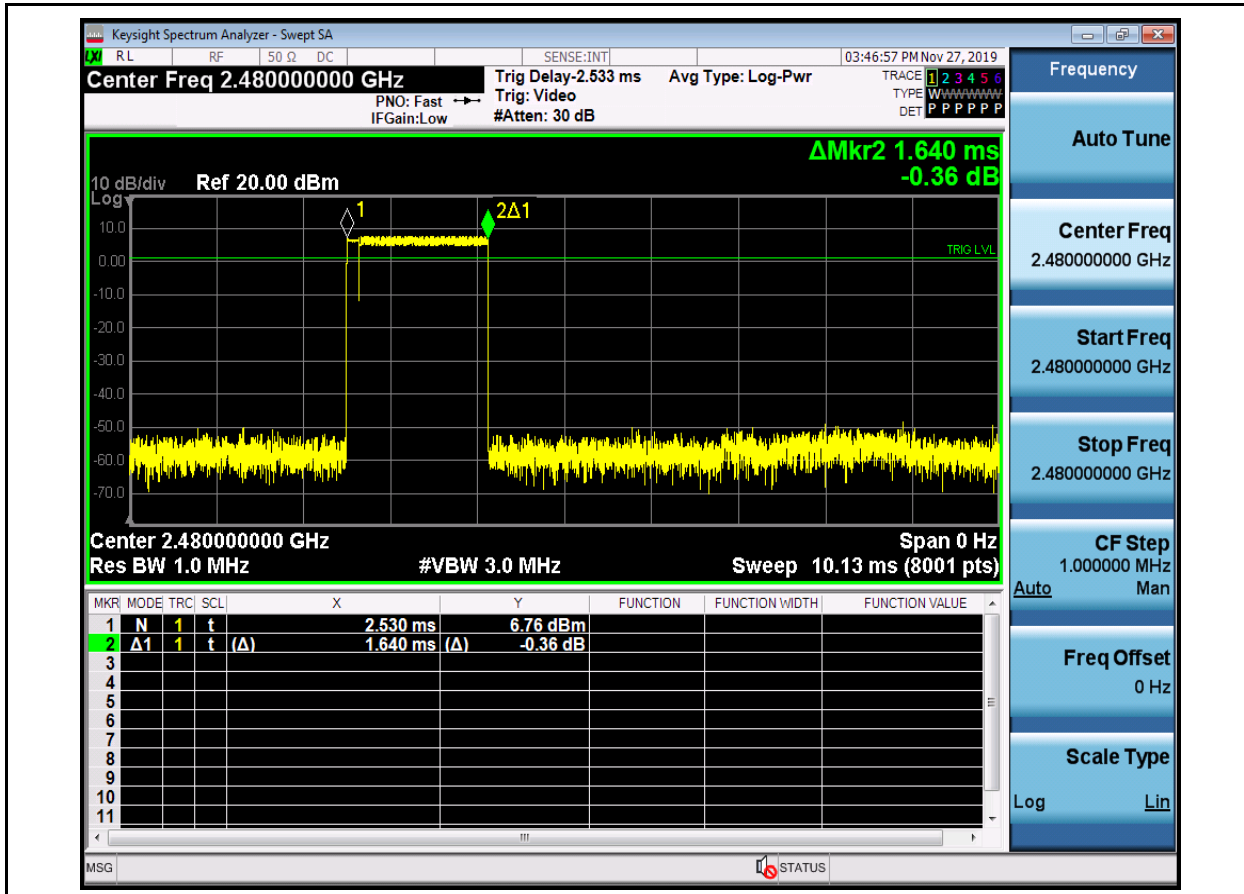 Keysight Spectrum Analyzer - Swept SA
LXI RL RF 50 Ω DC SENSE:INT 03:46:57 PM Nov 27, 2019
Center Freq 2.480000000 GHz
PNO: Fast
IFGain:Low
Trig Delay-2.533 ms
Trig: Video
#Atten: 30 dB
Avg Type: Log-Pwr
TRACE 1 2 3 4 5 6
TYPE WWWWWW
DET P P P P P P
ΔMkr2 1.640 ms
-0.36 dB
10 dB/div Ref 20.00 dBm
Log
10.0
0.00
-10.0
-20.0
-30.0
-40.0
-50.0
-60.0
-70.0
1
2Δ1
TRIG LVL
Center 2.480000000 GHz Span 0 Hz
Res BW 1.0 MHz #VBW 3.0 MHz Sweep 10.13 ms (8001 pts)
MKR MODE TRC SCL X Y FUNCTION FUNCTION WIDTH FUNCTION VALUE
1 N 1 t 2.530 ms 6.76 dBm
2 Δ1 1 t (Δ) 1.640 ms (Δ) -0.36 dB
3
4
5
6
7
8
9
10
11
MSG STATUS
Frequency
Auto Tune
Center Freq
2.480000000 GHz
Start Freq
2.480000000 GHz
Stop Freq
2.480000000 GHz
CF Step
1.000000 MHz
Auto Man
Freq Offset
0 Hz
Scale Type
Log Lin